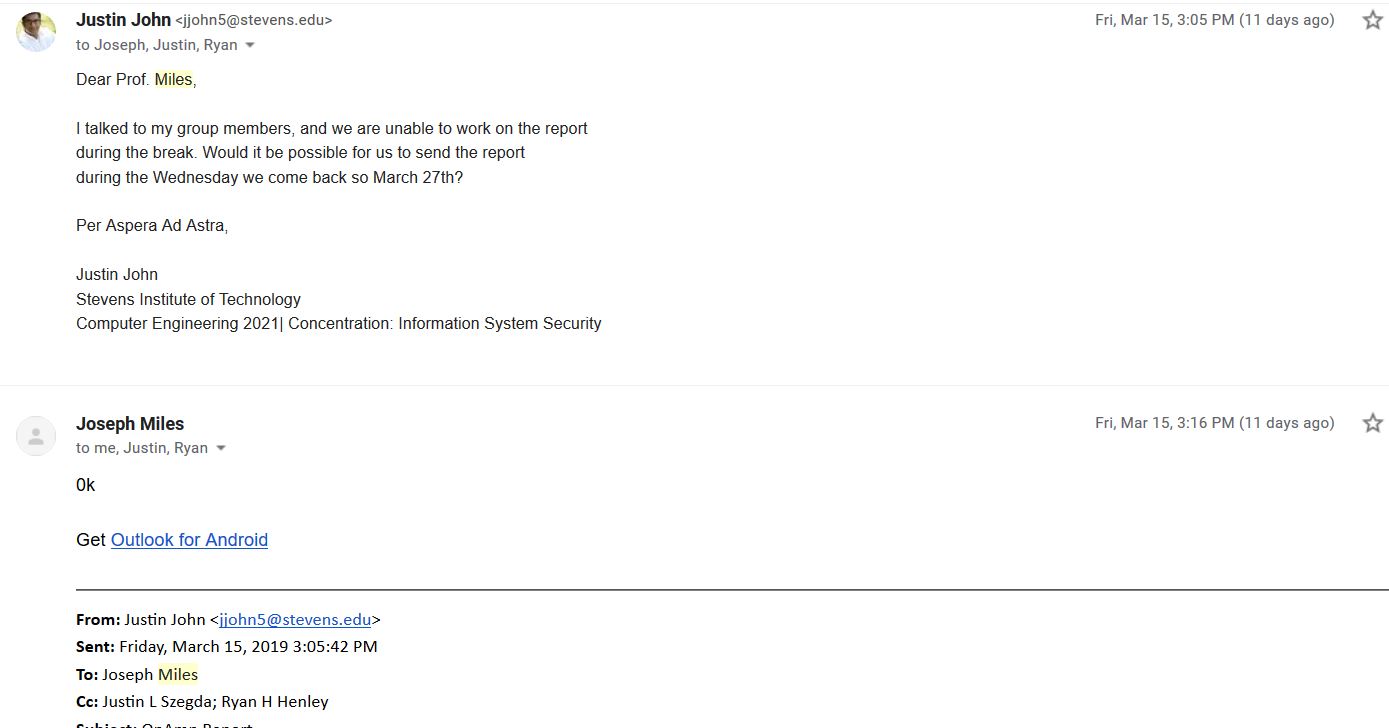 Justin John <jjohn5@stevens.edu> Fri, Mar 15, 3:05 PM (11 days ago)
to Joseph, Justin, Ryan
Dear Prof. Miles,
I talked to my group members, and we are unable to work on the report
during the break. Would it be possible for us to send the report
during the Wednesday we come back so March 27th?
Per Aspera Ad Astra,
Justin John
Stevens Institute of Technology
Computer Engineering 2021| Concentration: Information System Security
Joseph Miles Fri, Mar 15, 3:16 PM (11 days ago)
to me, Justin, Ryan
0k
Get Outlook for Android
From: Justin John <jjohn5@stevens.edu>
Sent: Friday, March 15, 2019 3:05:42 PM
To: Joseph Miles
Cc: Justin L Szegda; Ryan H Henley
Subject: OpAmp Report